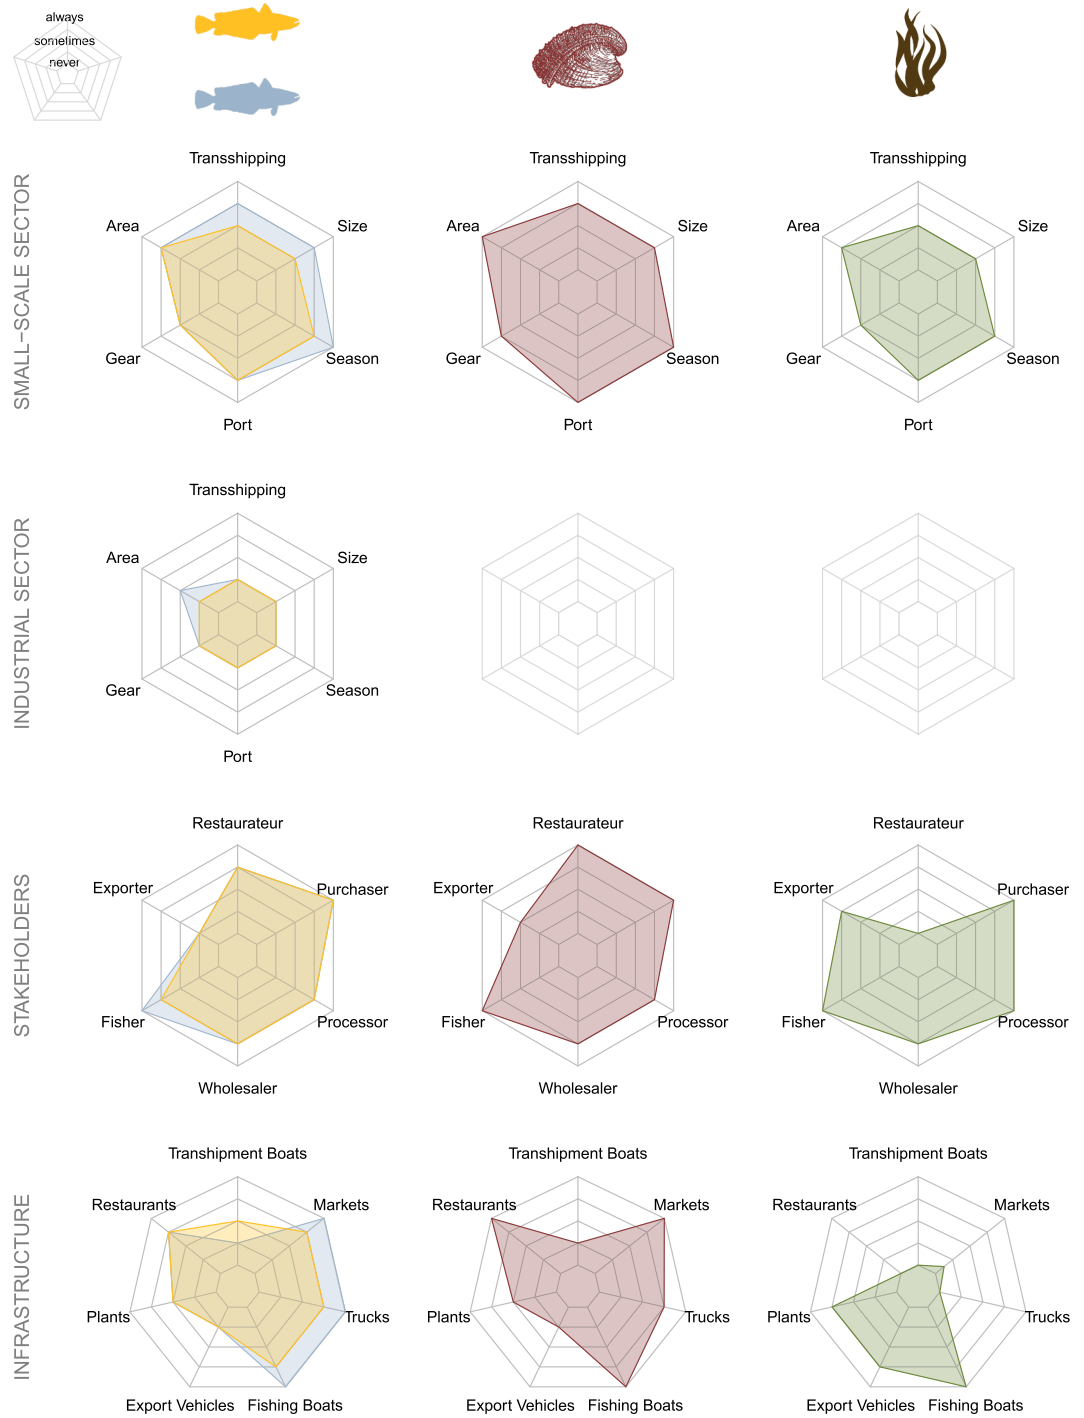 always
sometimes
never
SMALL−SCALE SECTOR
Transshipping
Area
Size
Gear
Season
Port
Transshipping
Area
Size
Gear
Season
Port
Transshipping
Area
Size
Gear
Season
Port
INDUSTRIAL SECTOR
Transshipping
Area
Size
Gear
Season
Port
STAKEHOLDERS
Restaurateur
Exporter
Purchaser
Fisher
Processor
Wholesaler
Restaurateur
Exporter
Fisher
Processor
Wholesaler
Restaurateur
Exporter
Purchaser
Fisher
Processor
Wholesaler
INFRASTRUCTURE
Transhipment Boats
Restaurants
Markets
Plants
Trucks
Export Vehicles
Fishing Boats
Transhipment Boats
Restaurants
Markets
Plants
Trucks
Export Vehicles
Fishing Boats
Transhipment Boats
Restaurants
Markets
Plants
Trucks
Export Vehicles
Fishing Boats